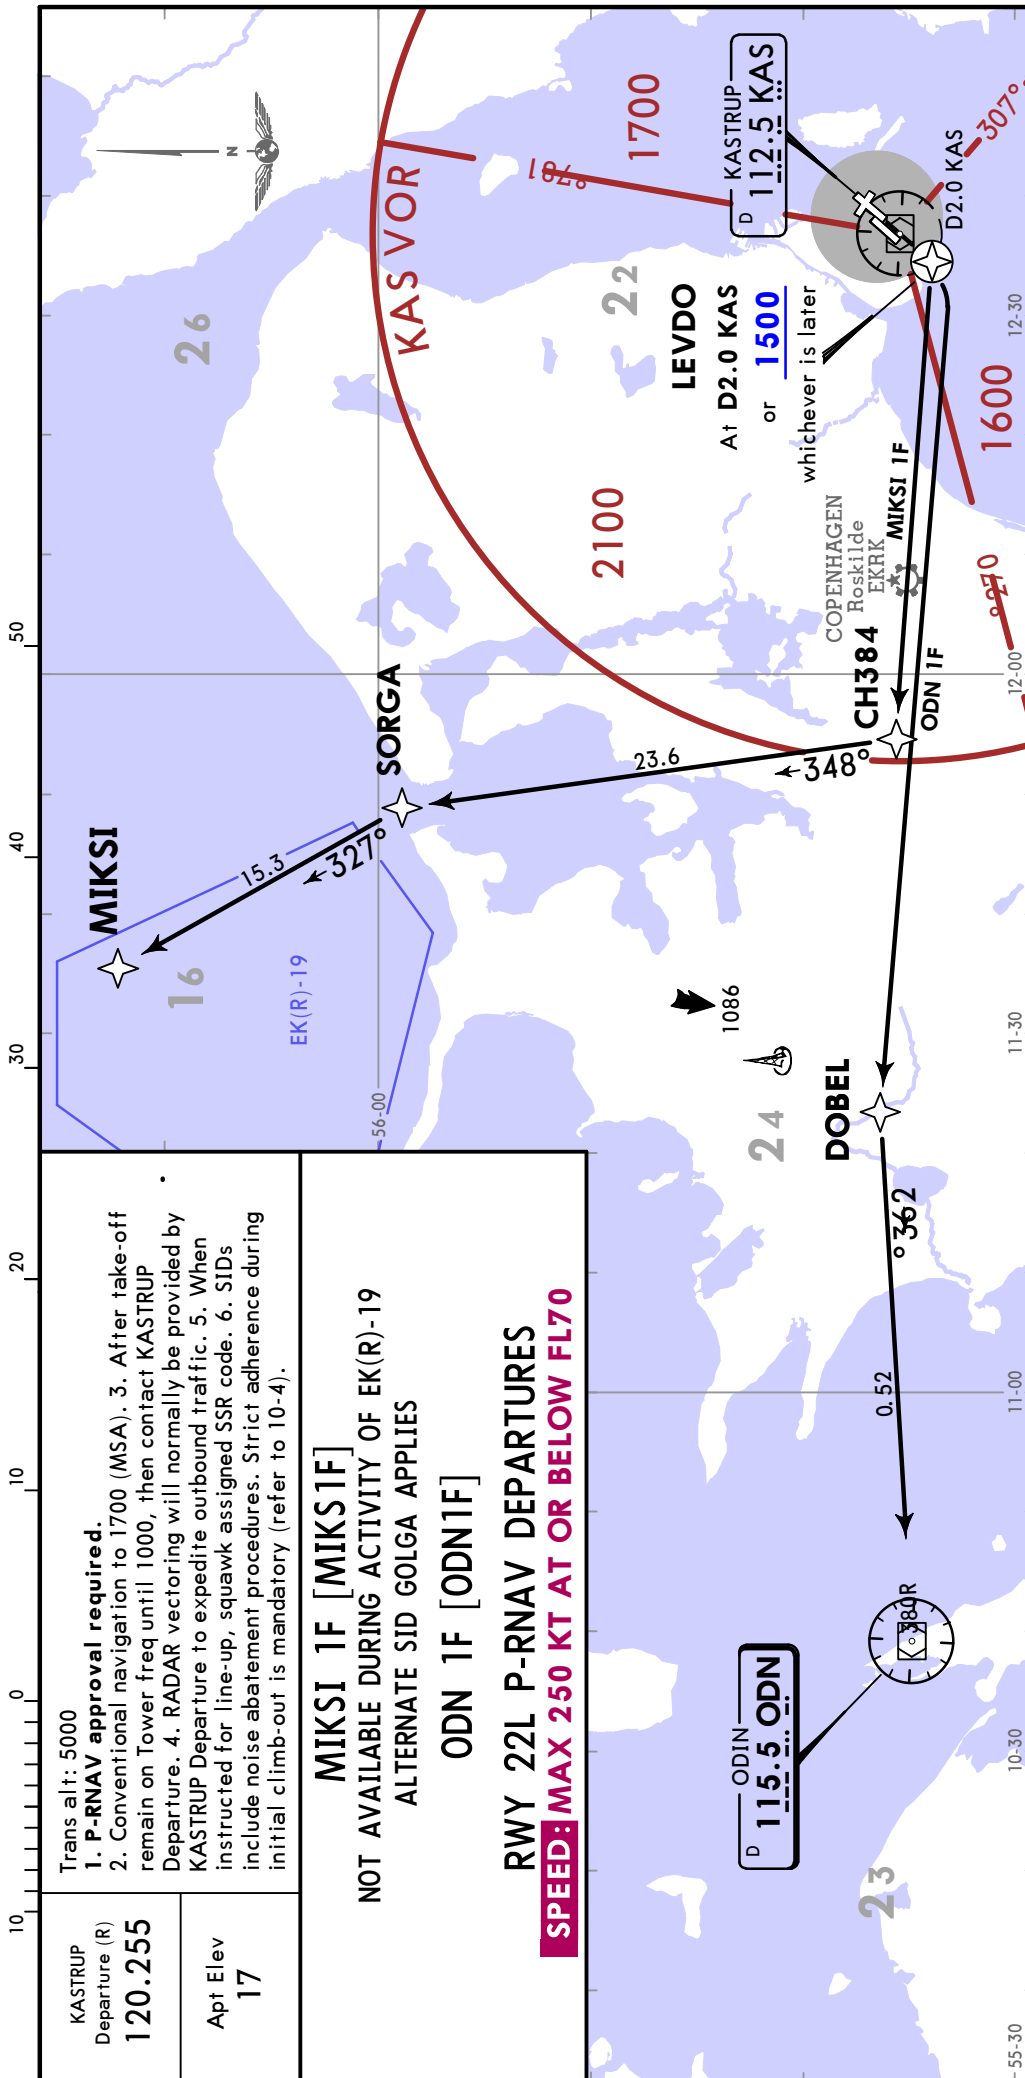 KASTRUP
Departure (R)
120.255
Apt Elev
17
Trans alt: 5000
1. P-RNAV approval required.
2. Conventional navigation to 1700 (MSA). 3. After take-off
remain on Tower freq until 1000, then contact KASTRUP
Departure. 4. RADAR vectoring will normally be provided by
KASTRUP Departure to expedite outbound traffic. 5. When
instructed for line-up, squawk assigned SSR code. 6. SIDs
include noise abatement procedures. Strict adherence during
initial climb-out is mandatory (refer to 10-4).
MIKSI 1F [MIKS1F]
NOT AVAILABLE DURING ACTIVITY OF EK(R)-19
ALTERNATE SID GOLGA APPLIES
ODN 1F [ODN1F]
RWY 22L P-RNAV DEPARTURES
SPEED: MAX 250 KT AT OR BELOW FL70
10
0
10
20
30
40
50
MIKSI
16
EK(R)-19
15.3
327°
SORGA
56-00
26
KAS VOR
1700
2100
1600
307°
22
23.6
348°
LEVDO
At D2.0 KAS
or 1500
whichever is later
D
KASTRUP
112.5 KAS
D2.0 KAS
COPENHAGEN
Roskilde
EKRK
MIKSI 1F
CH384
ODN 1F
1086
24
DOBEL
0.52
D
ODIN
115.5 ODN
23
55-30
10-30
11-00
11-30
12-00
12-30